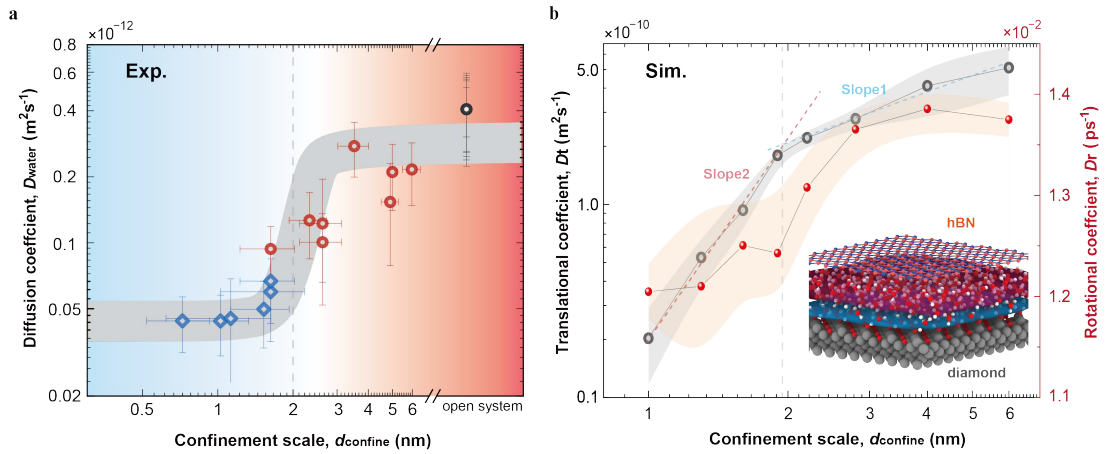 a
×10⁻¹²
Exp.
Diffusion coeffcient, Dwater (m²s⁻¹)
0.8
0.6
0.4
0.2
0.1
0.05
0.02
0.5
1
2
3
4
5
6
open system
Confinement scale, dconfine (nm)
b
×10⁻¹⁰
Sim.
×10⁻²
Translational coeffcient, Dt (m²s⁻¹)
5.0
1.0
0.1
Slope1
Slope2
hBN
diamond
1.4
1.3
1.2
1.1
Rotational coeffcient, Dr (ps⁻¹)
1
2
3
4
6
Confinement scale, dconfine (nm)